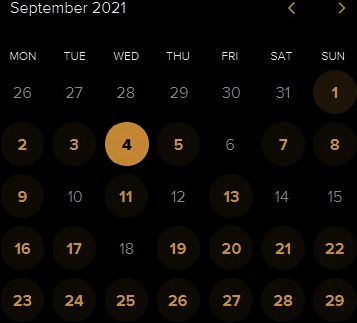 September 2021 < >
MON TUE WED THU FRI SAT SUN
26 27 28 29 30 31 1
2 3 4 5 6 7 8
9 10 11 12 13 14 15
16 17 18 19 20 21 22
23 24 25 26 27 28 29